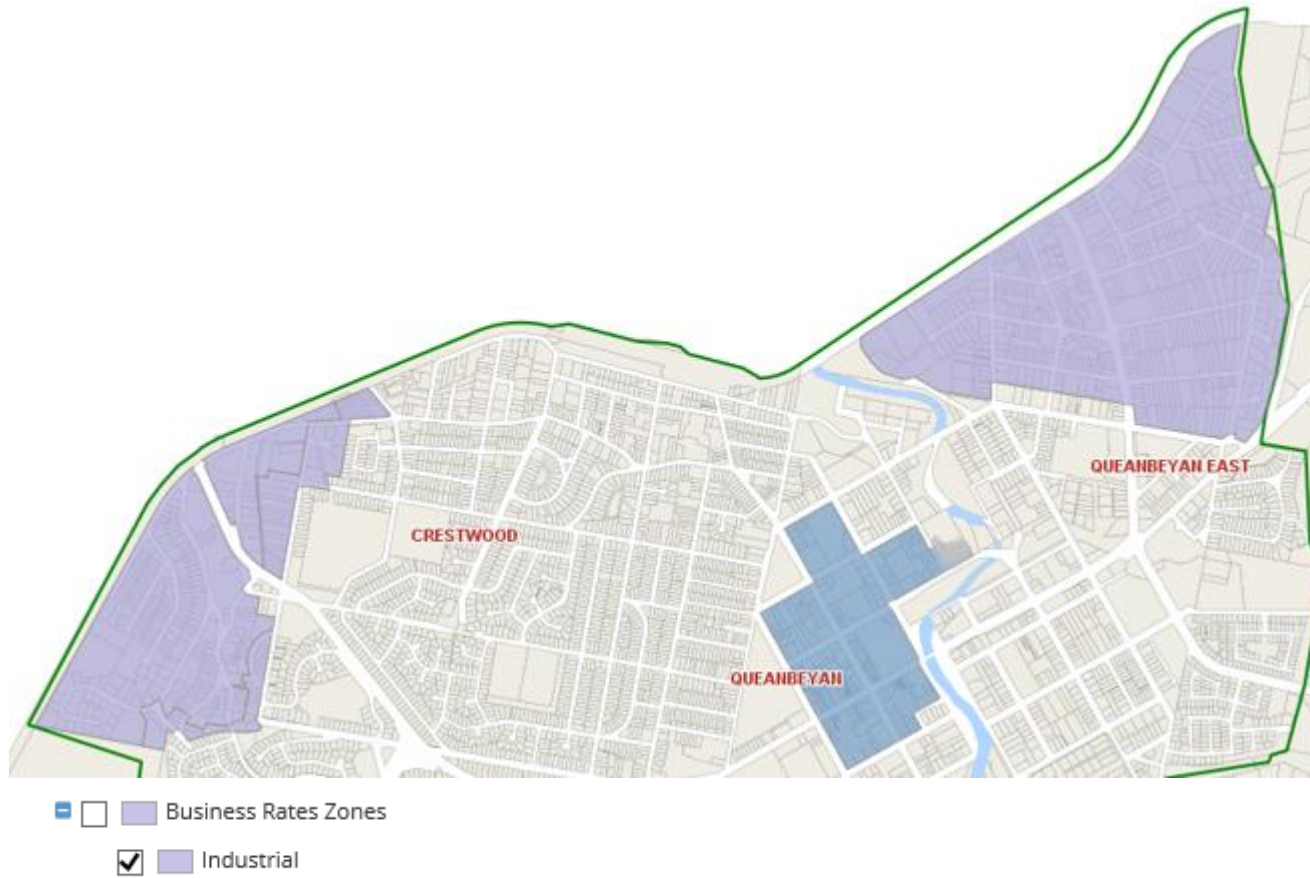 QUEANBEYAN EAST
CRESTWOOD
QUEANBEYAN
Business Rates Zones
Industrial